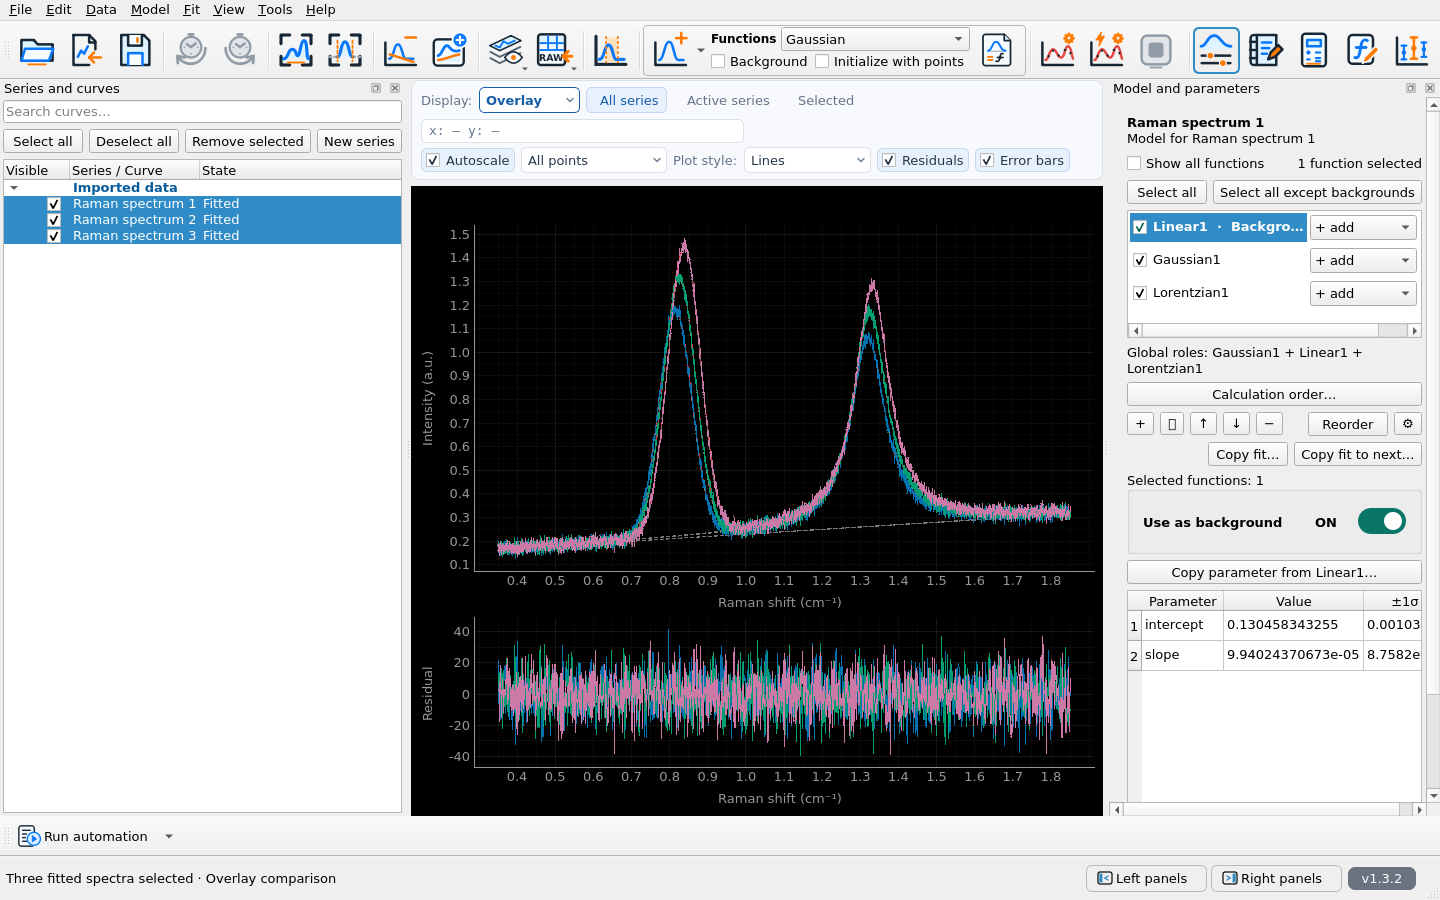 File Edit Data Model Fit View Tools Help
RAW
Functions Gaussian
Background Initialize with points
Series and curves
Search curves...
Select all Deselect all Remove selected New series
Visible Series / Curve State
Imported data
Raman spectrum 1 Fitted
Raman spectrum 2 Fitted
Raman spectrum 3 Fitted
Display: Overlay All series Active series Selected
x: — y: —
Autoscale All points Plot style: Lines Residuals Error bars
1.5
1.4
1.3
1.2
1.1
1.0
0.9
0.8
0.7
0.6
0.5
0.4
0.3
0.2
0.1
Intensity (a.u.)
0.4 0.5 0.6 0.7 0.8 0.9 1.0 1.1 1.2 1.3 1.4 1.5 1.6 1.7 1.8
Raman shift (cm⁻¹)
40
20
0
-20
-40
Residual
0.4 0.5 0.6 0.7 0.8 0.9 1.0 1.1 1.2 1.3 1.4 1.5 1.6 1.7 1.8
Raman shift (cm⁻¹)
Model and parameters
Raman spectrum 1
Model for Raman spectrum 1
Show all functions 1 function selected
Select all Select all except backgrounds
Linear1 · Backgro... + add
Gaussian1 + add
Lorentzian1 + add
Global roles: Gaussian1 + Linear1 +
Lorentzian1
Calculation order...
+ ↑ ↓ − Reorder ⚙
Copy fit... Copy fit to next...
Selected functions: 1
Use as background ON
Copy parameter from Linear1...
Parameter Value ±1σ
1 intercept 0.130458343255 0.00103
2 slope 9.94024370673e-05 8.7582e
Run automation
Three fitted spectra selected · Overlay comparison
Left panels Right panels v1.3.2